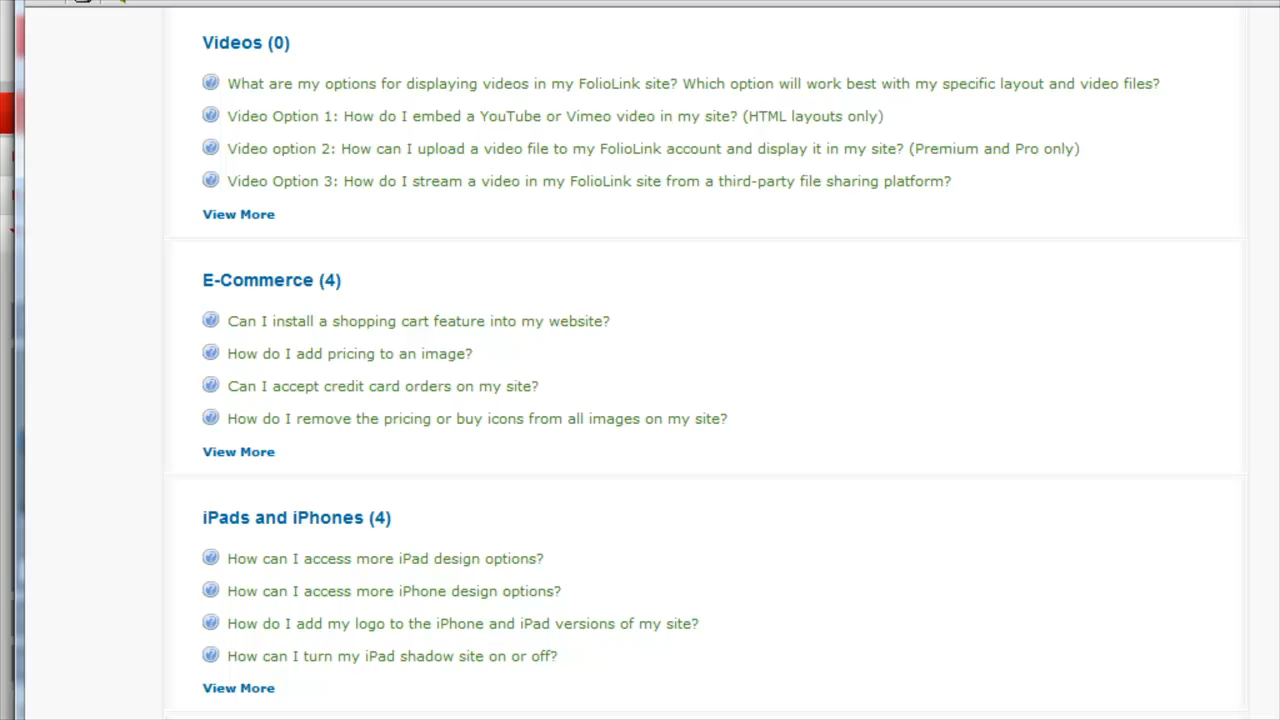 Videos (0)
What are my options for displaying videos in my FolioLink site? Which option will work best with my specific layout and video files?
Video Option 1: How do I embed a YouTube or Vimeo video in my site? (HTML layouts only)
Video option 2: How can I upload a video file to my FolioLink account and display it in my site? (Premium and Pro only)
Video Option 3: How do I stream a video in my FolioLink site from a third-party file sharing platform?
View More
E-Commerce (4)
Can I install a shopping cart feature into my website?
How do I add pricing to an image?
Can I accept credit card orders on my site?
How do I remove the pricing or buy icons from all images on my site?
View More
iPads and iPhones (4)
How can I access more iPad design options?
How can I access more iPhone design options?
How do I add my logo to the iPhone and iPad versions of my site?
How can I turn my iPad shadow site on or off?
View More